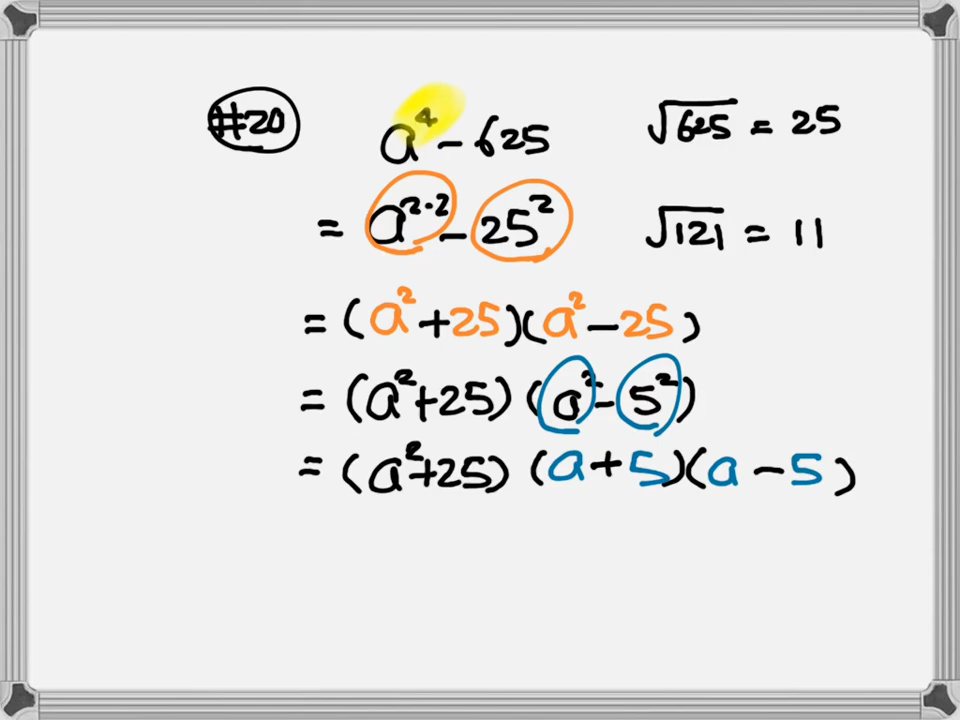 #20
a⁴ - 625
√625 = 25
= a²·² - 25²
√121 = 11
= (a² + 25)(a² - 25)
= (a² + 25) (a² - 5²)
= (a² + 25) (a + 5)(a - 5)